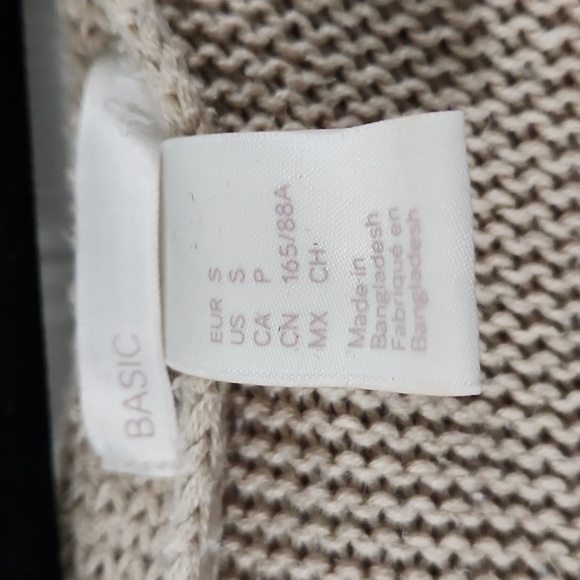 BASIC
EUR S
US S
CA P
CN 165/88A
MX CH
Made in
Bangladesh
Fabriqué en
Bangladesh